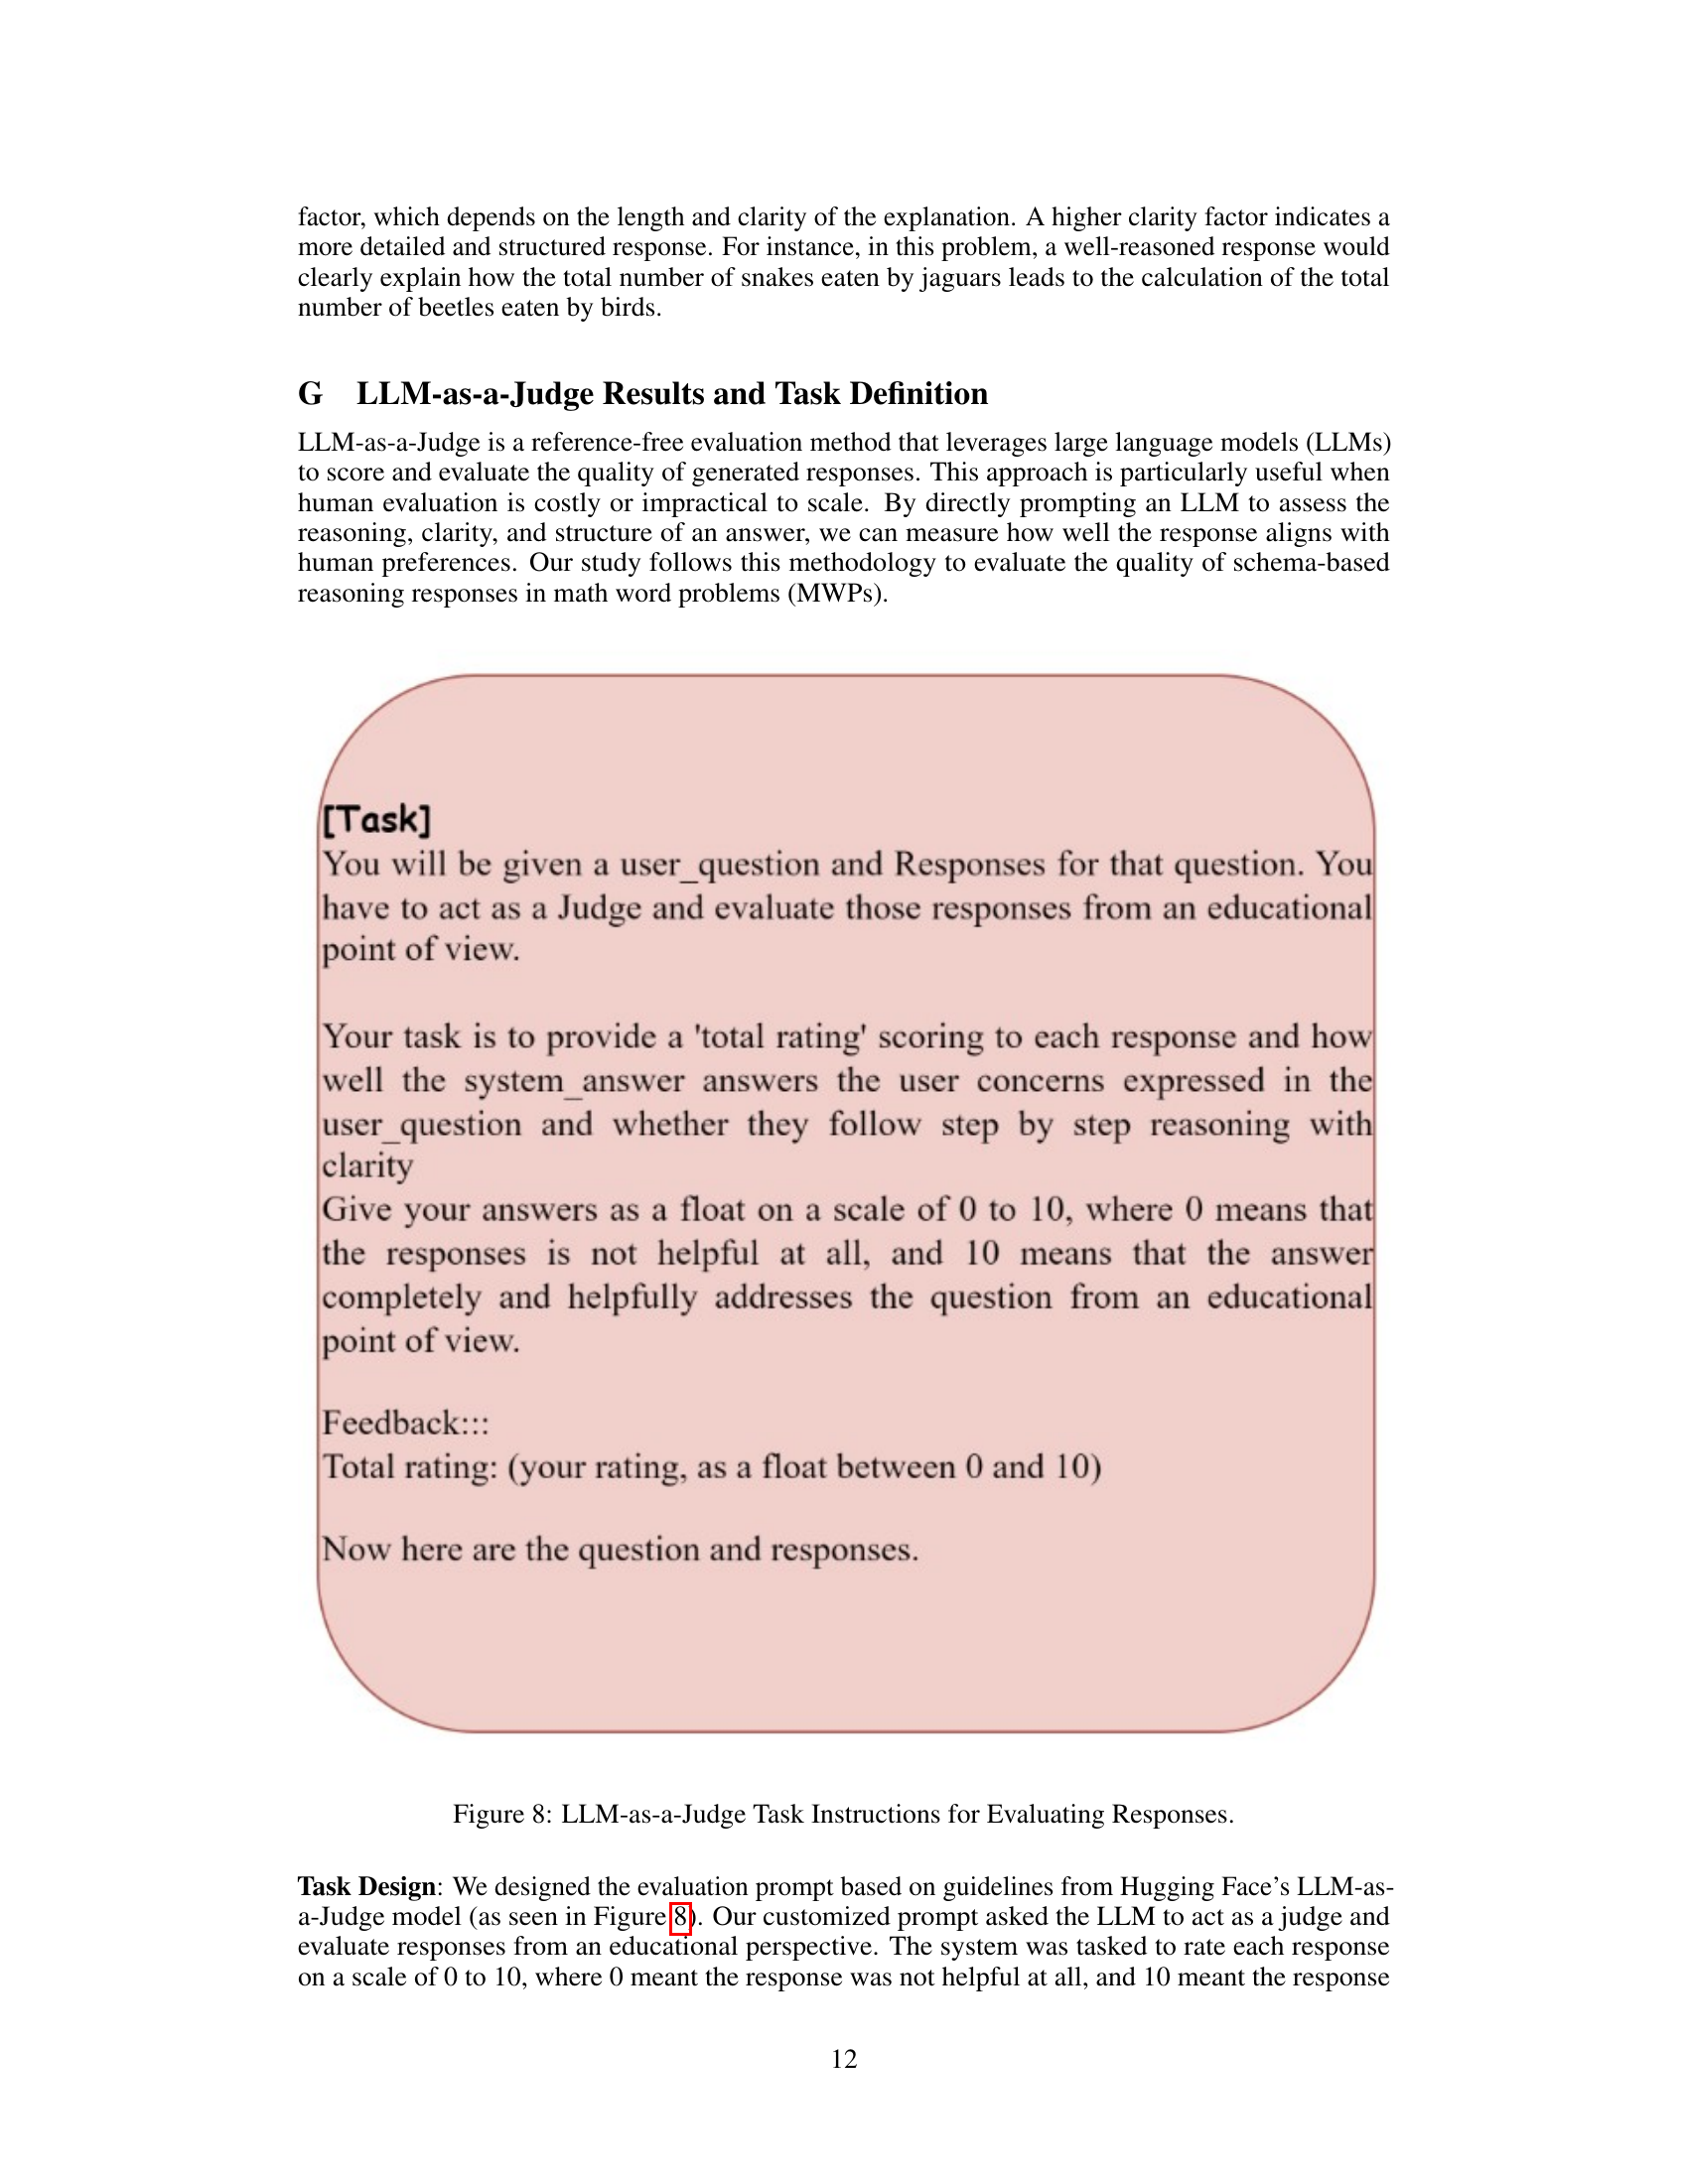 factor, which depends on the length and clarity of the explanation. A higher clarity factor indicates a
more detailed and structured response. For instance, in this problem, a well-reasoned response would
clearly explain how the total number of snakes eaten by jaguars leads to the calculation of the total
number of beetles eaten by birds.
G LLM-as-a-Judge Results and Task Definition
LLM-as-a-Judge is a reference-free evaluation method that leverages large language models (LLMs)
to score and evaluate the quality of generated responses. This approach is particularly useful when
human evaluation is costly or impractical to scale. By directly prompting an LLM to assess the
reasoning, clarity, and structure of an answer, we can measure how well the response aligns with
human preferences. Our study follows this methodology to evaluate the quality of schema-based
reasoning responses in math word problems (MWPs).
[Task]
You will be given a user_question and Responses for that question. You
have to act as a Judge and evaluate those responses from an educational
point of view.
Your task is to provide a 'total rating' scoring to each response and how
well the system_answer answers the user concerns expressed in the
user_question and whether they follow step by step reasoning with
clarity
Give your answers as a float on a scale of 0 to 10, where 0 means that
the responses is not helpful at all, and 10 means that the answer
completely and helpfully addresses the question from an educational
point of view.
Feedback:::
Total rating: (your rating, as a float between 0 and 10)
Now here are the question and responses.
Figure 8: LLM-as-a-Judge Task Instructions for Evaluating Responses.
Task Design: We designed the evaluation prompt based on guidelines from Hugging Face's LLM-as-
a-Judge model (as seen in Figure 8). Our customized prompt asked the LLM to act as a judge and
evaluate responses from an educational perspective. The system was tasked to rate each response
on a scale of 0 to 10, where 0 meant the response was not helpful at all, and 10 meant the response
12